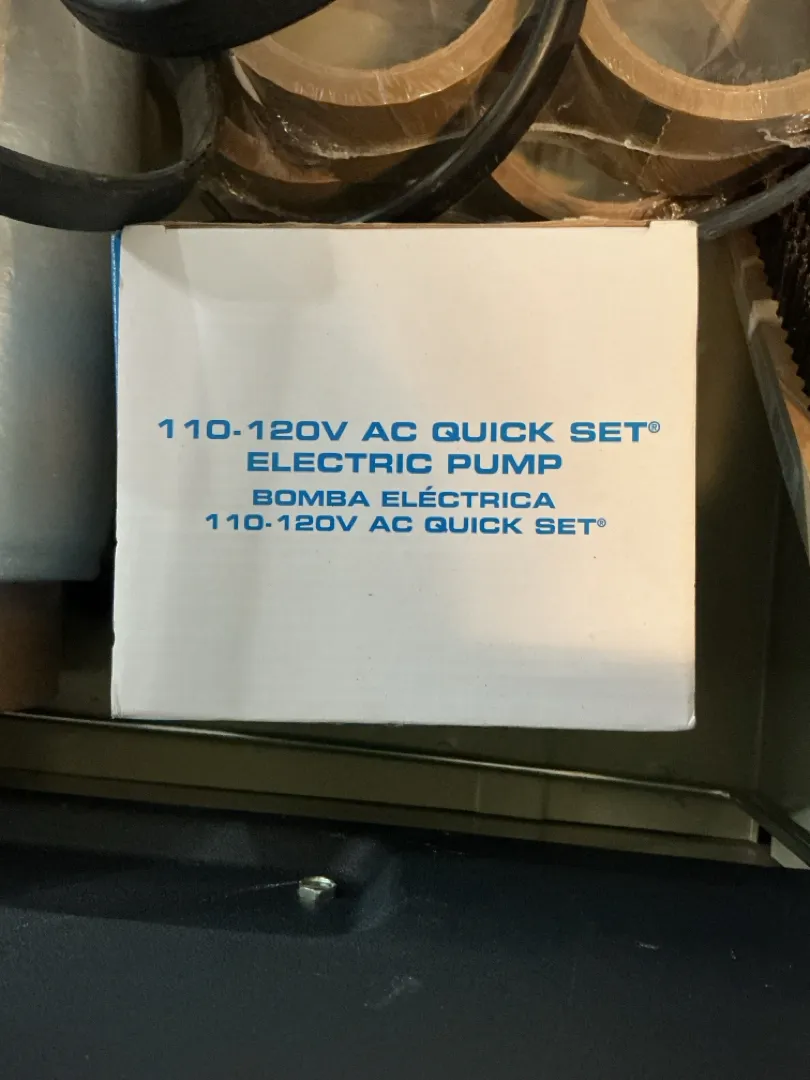 110-120V AC QUICK SET®
ELECTRIC PUMP
BOMBA ELÉCTRICA
110-120V AC QUICK SET®